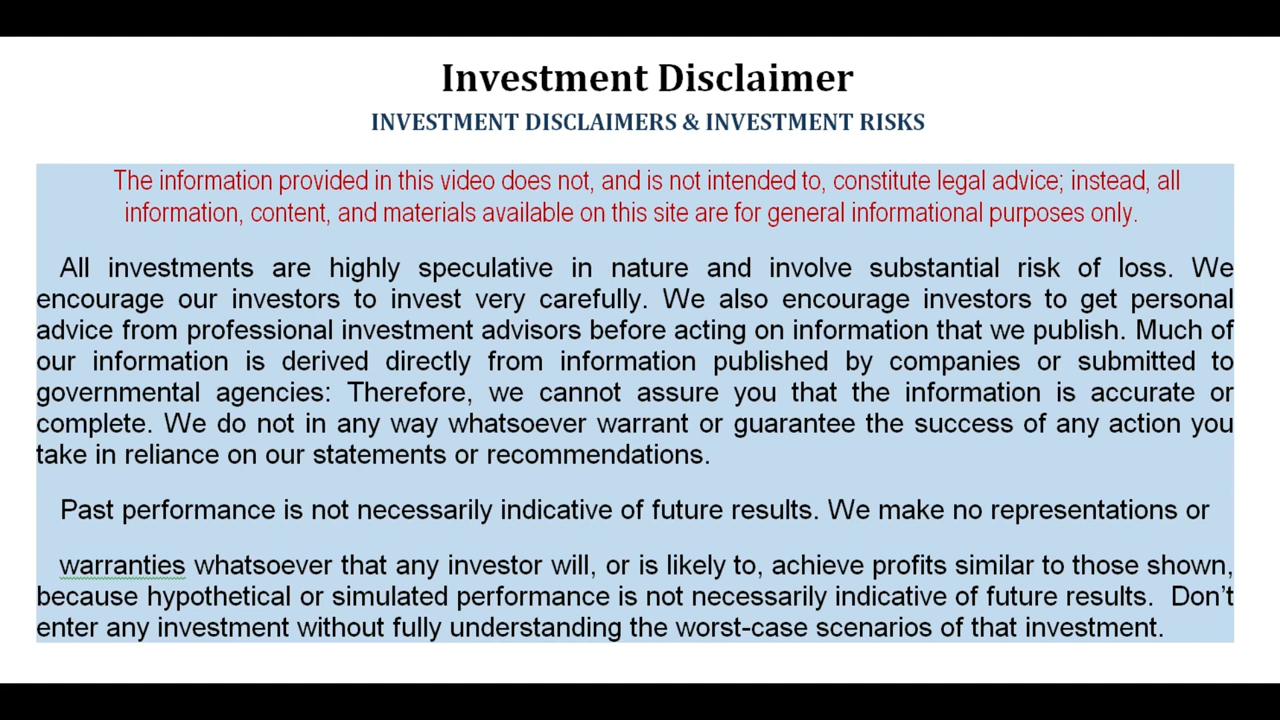 Investment Disclaimer
INVESTMENT DISCLAIMERS & INVESTMENT RISKS
The information provided in this video does not, and is not intended to, constitute legal advice; instead, all
information, content, and materials available on this site are for general informational purposes only.
All investments are highly speculative in nature and involve substantial risk of loss. We
encourage our investors to invest very carefully. We also encourage investors to get personal
advice from professional investment advisors before acting on information that we publish. Much of
our information is derived directly from information published by companies or submitted to
governmental agencies: Therefore, we cannot assure you that the information is accurate or
complete. We do not in any way whatsoever warrant or guarantee the success of any action you
take in reliance on our statements or recommendations.
Past performance is not necessarily indicative of future results. We make no representations or
warranties whatsoever that any investor will, or is likely to, achieve profits similar to those shown,
because hypothetical or simulated performance is not necessarily indicative of future results. Don’t
enter any investment without fully understanding the worst-case scenarios of that investment.